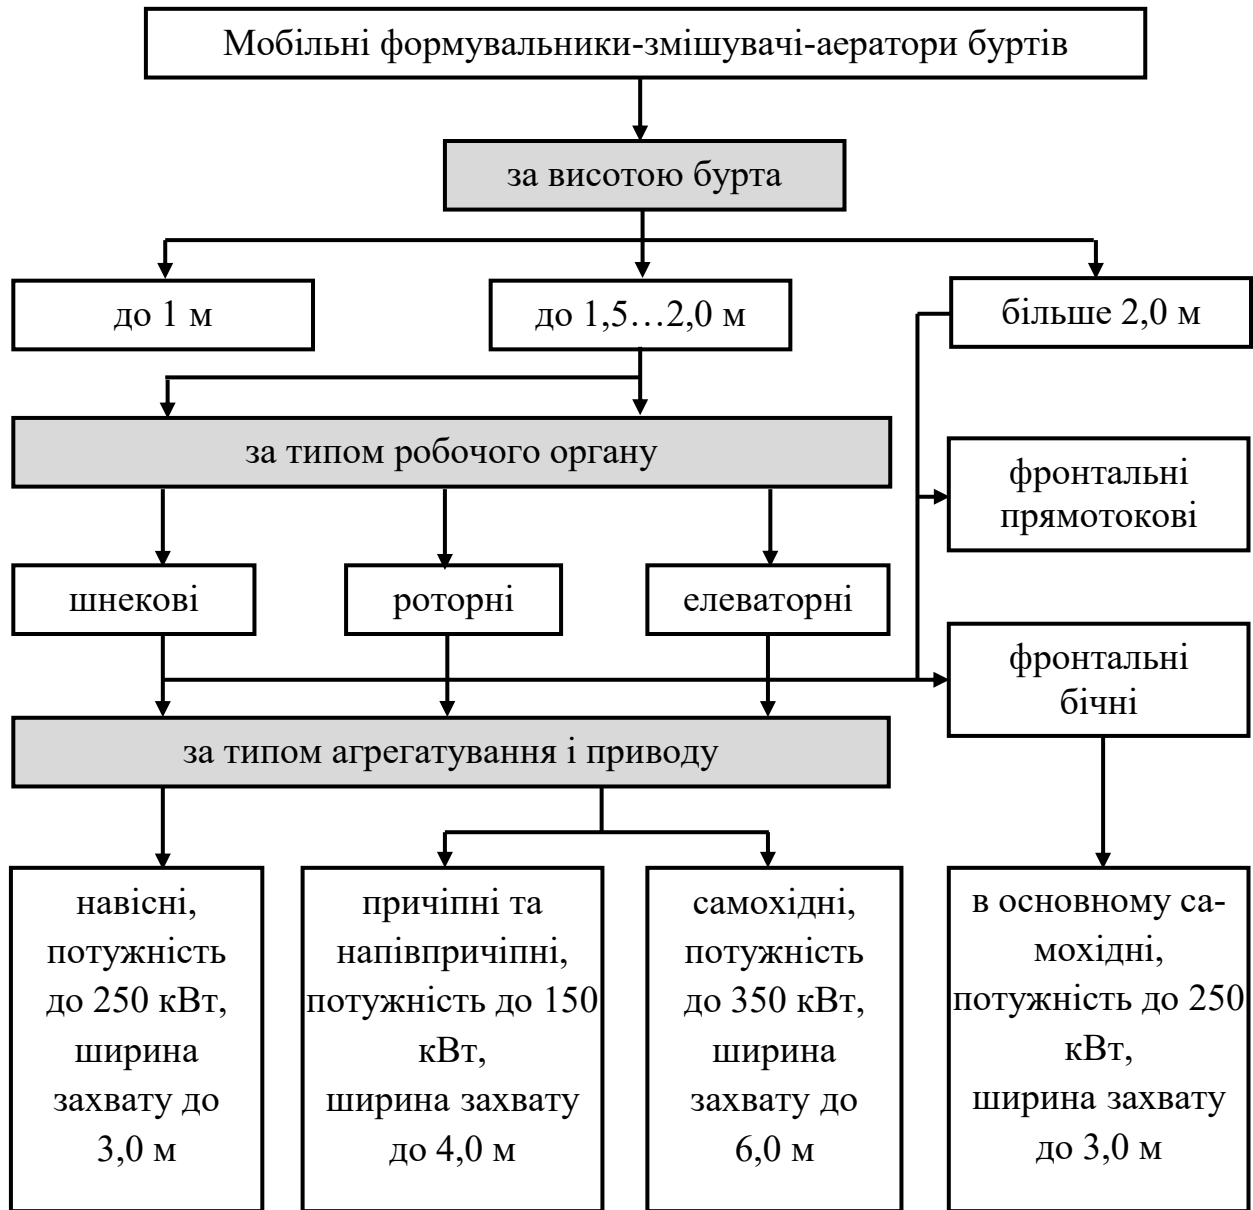 Мобільні формувальники-змішувачі-аератори буртів
за висотою бурта
до 1 м
до 1,5…2,0 м
більше 2,0 м
за типом робочого органу
фронтальні
прямотокові
шнекові
роторні
елеваторні
фронтальні
бічні
за типом агрегатування і приводу
навісні,
потужність
до 250 кВт,
ширина
захвату до
3,0 м
причіпні та
напівпричіпні,
потужність до 150
кВт,
ширина захвату
до 4,0 м
самохідні,
потужність
до 350 кВт,
ширина
захвату до
6,0 м
в основному са-
мохідні,
потужність до 250
кВт,
ширина захвату
до 3,0 м